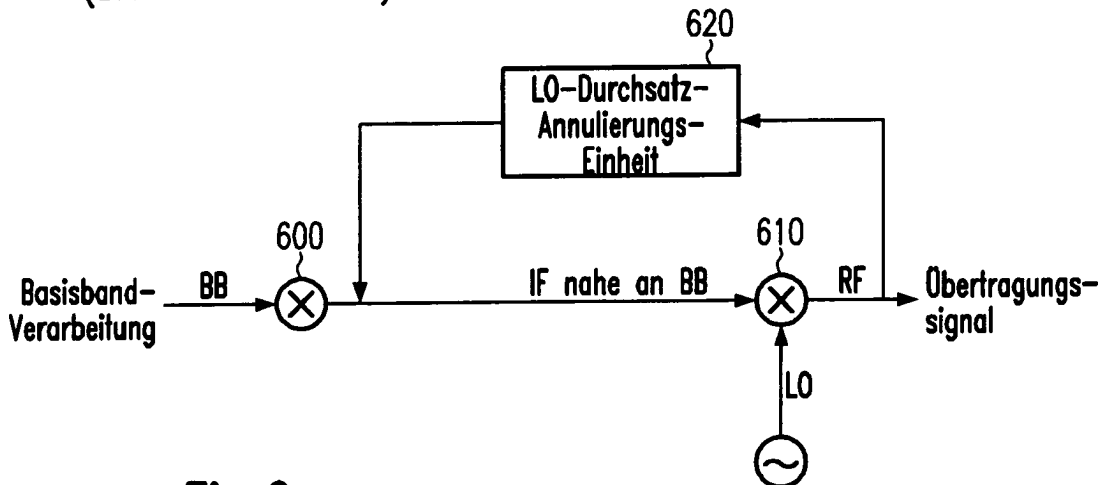 620
LO-Durchsatz-
Annulierungs-
Einheit
600
610
Basisband-
Verarbeitung
BB
IF nahe an BB
RF
Übertragungs-
signal
LO